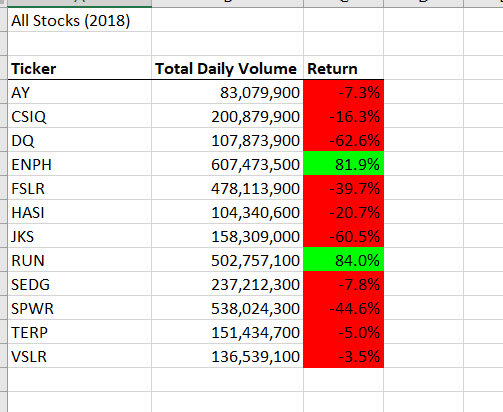 All Stocks (2018)
Ticker Total Daily Volume Return
AY 83,079,900 -7.3%
CSIQ 200,879,900 -16.3%
DQ 107,873,900 -62.6%
ENPH 607,473,500 81.9%
FSLR 478,113,900 -39.7%
HASI 104,340,600 -20.7%
JKS 158,309,000 -60.5%
RUN 502,757,100 84.0%
SEDG 237,212,300 -7.8%
SPWR 538,024,300 -44.6%
TERP 151,434,700 -5.0%
VSLR 136,539,100 -3.5%